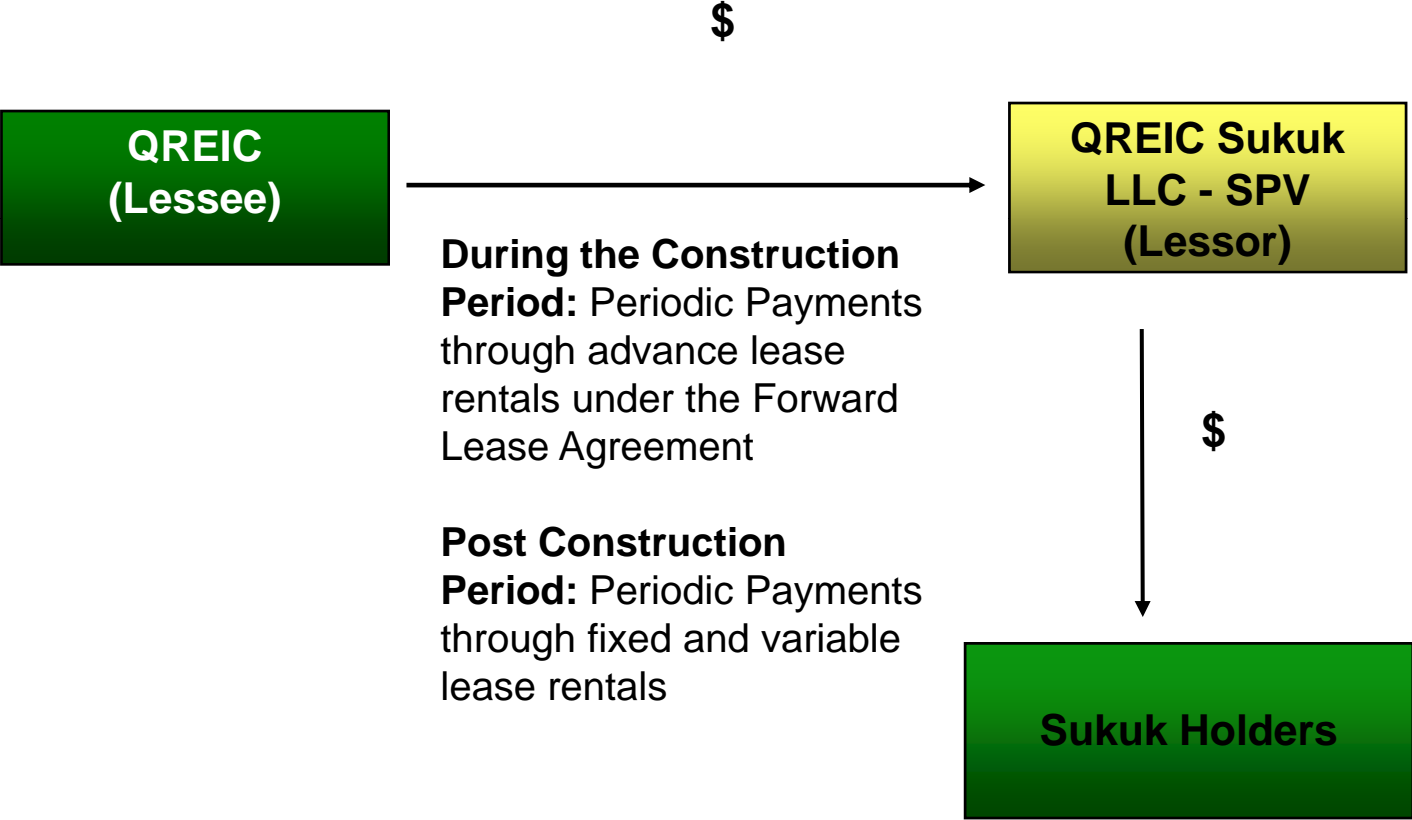 $
QREIC
(Lessee)
QREIC Sukuk
LLC - SPV
(Lessor)
During the Construction
Period: Periodic Payments
through advance lease
rentals under the Forward
Lease Agreement
$
Post Construction
Period: Periodic Payments
through fixed and variable
lease rentals
Sukuk Holders